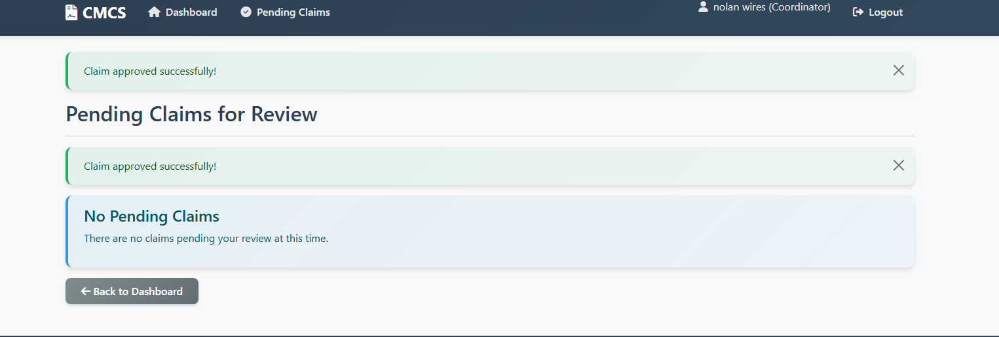 CMCS Dashboard Pending Claims nolan wires (Coordinator) Logout
Claim approved successfully!
Pending Claims for Review
Claim approved successfully!
No Pending Claims
There are no claims pending your review at this time.
Back to Dashboard